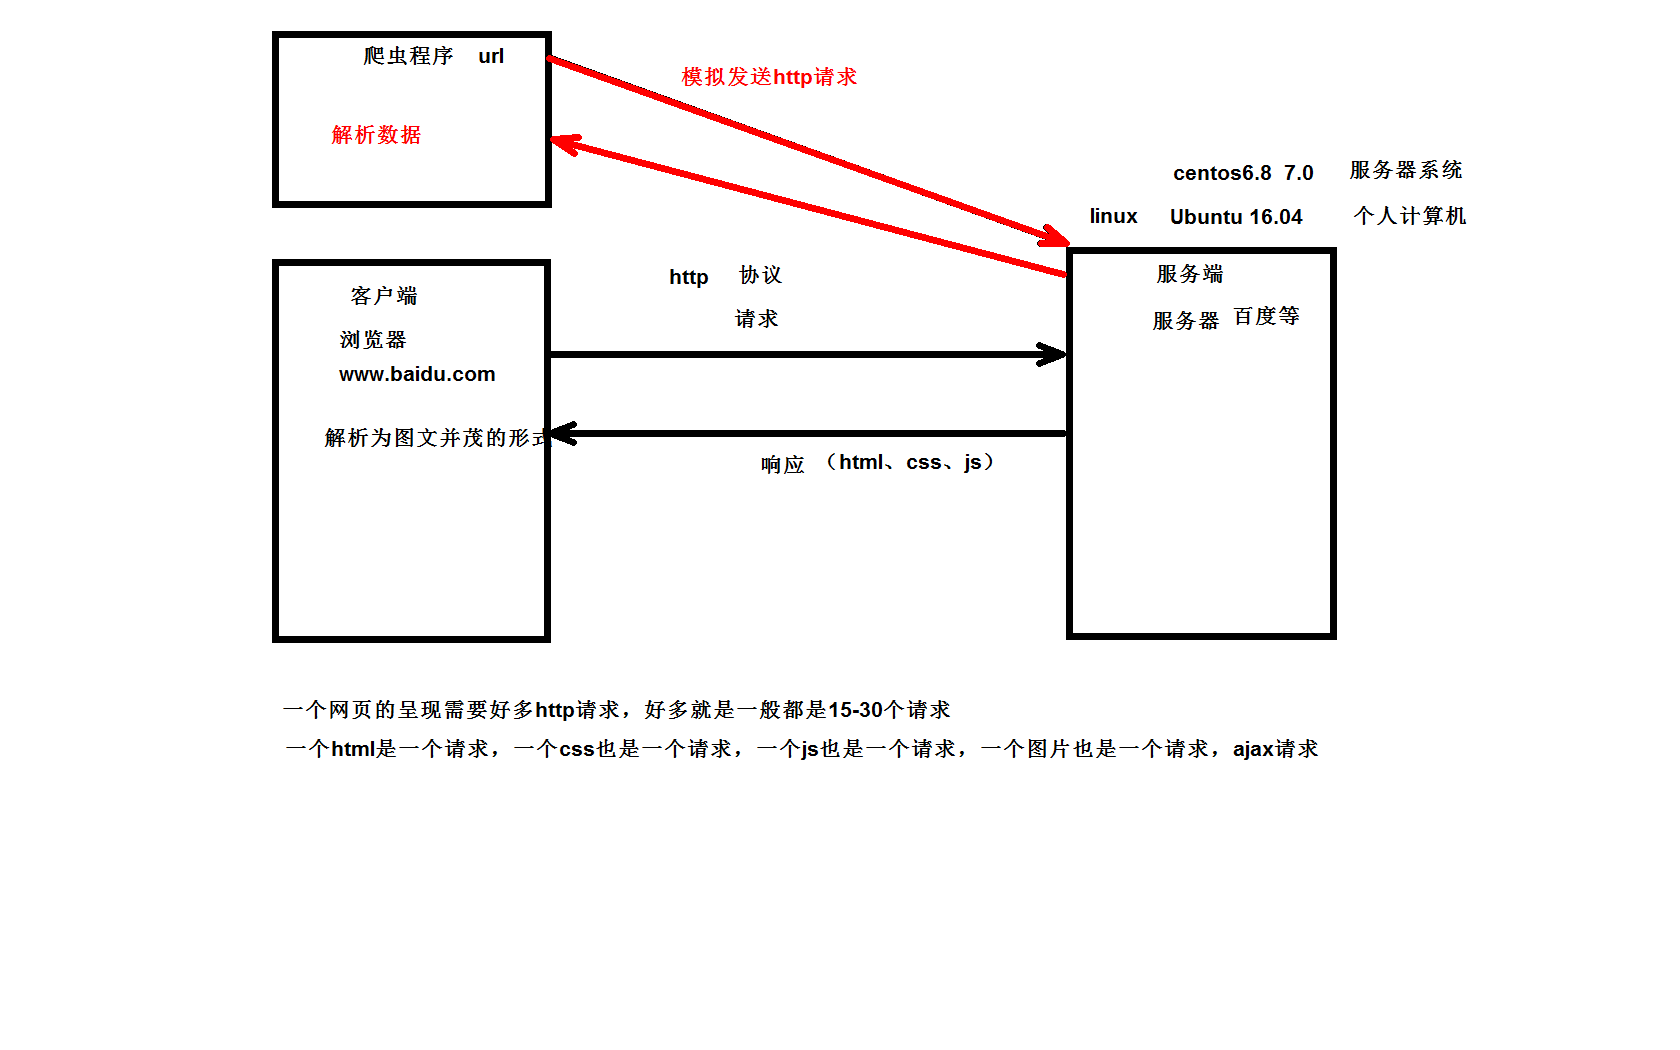 爬虫程序 url
模拟发送http请求
解析数据
centos6.8 7.0 服务器系统
linux Ubuntu 16.04 个人计算机
服务端
服务器 百度等
http 协议
请求
客户端
浏览器
www.baidu.com
解析为图文并茂的形式
响应 （html、css、js）
一个网页的呈现需要好多http请求，好多就是一般都是15-30个请求
一个html是一个请求，一个css也是一个请求，一个js也是一个请求，一个图片也是一个请求，ajax请求